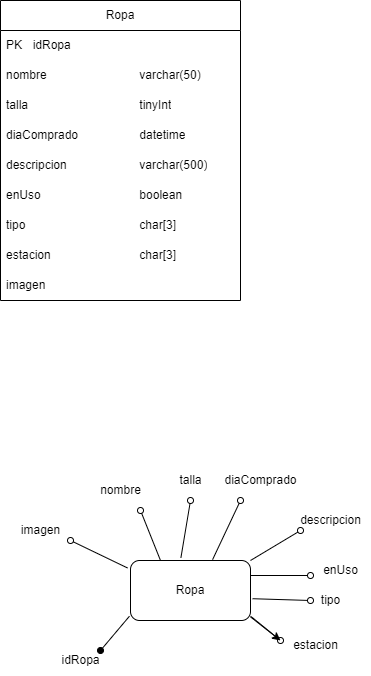 Ropa
PK idRopa
nombre varchar(50)
talla tinyInt
diaComprado datetime
descripcion varchar(500)
enUso boolean
tipo char[3]
estacion char[3]
imagen
talla diaComprado
nombre
descripcion
imagen
enUso
Ropa
tipo
estacion
idRopa